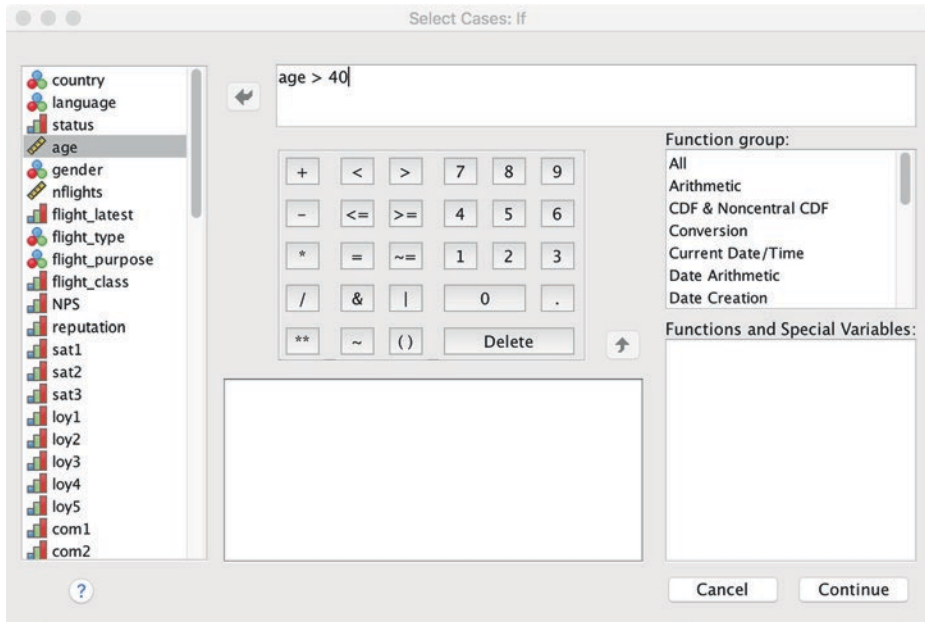 Select Cases: If
country
language
status
age
gender
nflights
flight_latest
flight_type
flight_purpose
flight_class
NPS
reputation
sat1
sat2
sat3
loy1
loy2
loy3
loy4
loy5
com1
com2
age > 40
+ < > 7 8 9
- <= >= 4 5 6
* = ~= 1 2 3
/ & | 0 .
** ~ () Delete
Function group:
All
Arithmetic
CDF & Noncentral CDF
Conversion
Current Date/Time
Date Arithmetic
Date Creation
Functions and Special Variables:
?
Cancel Continue